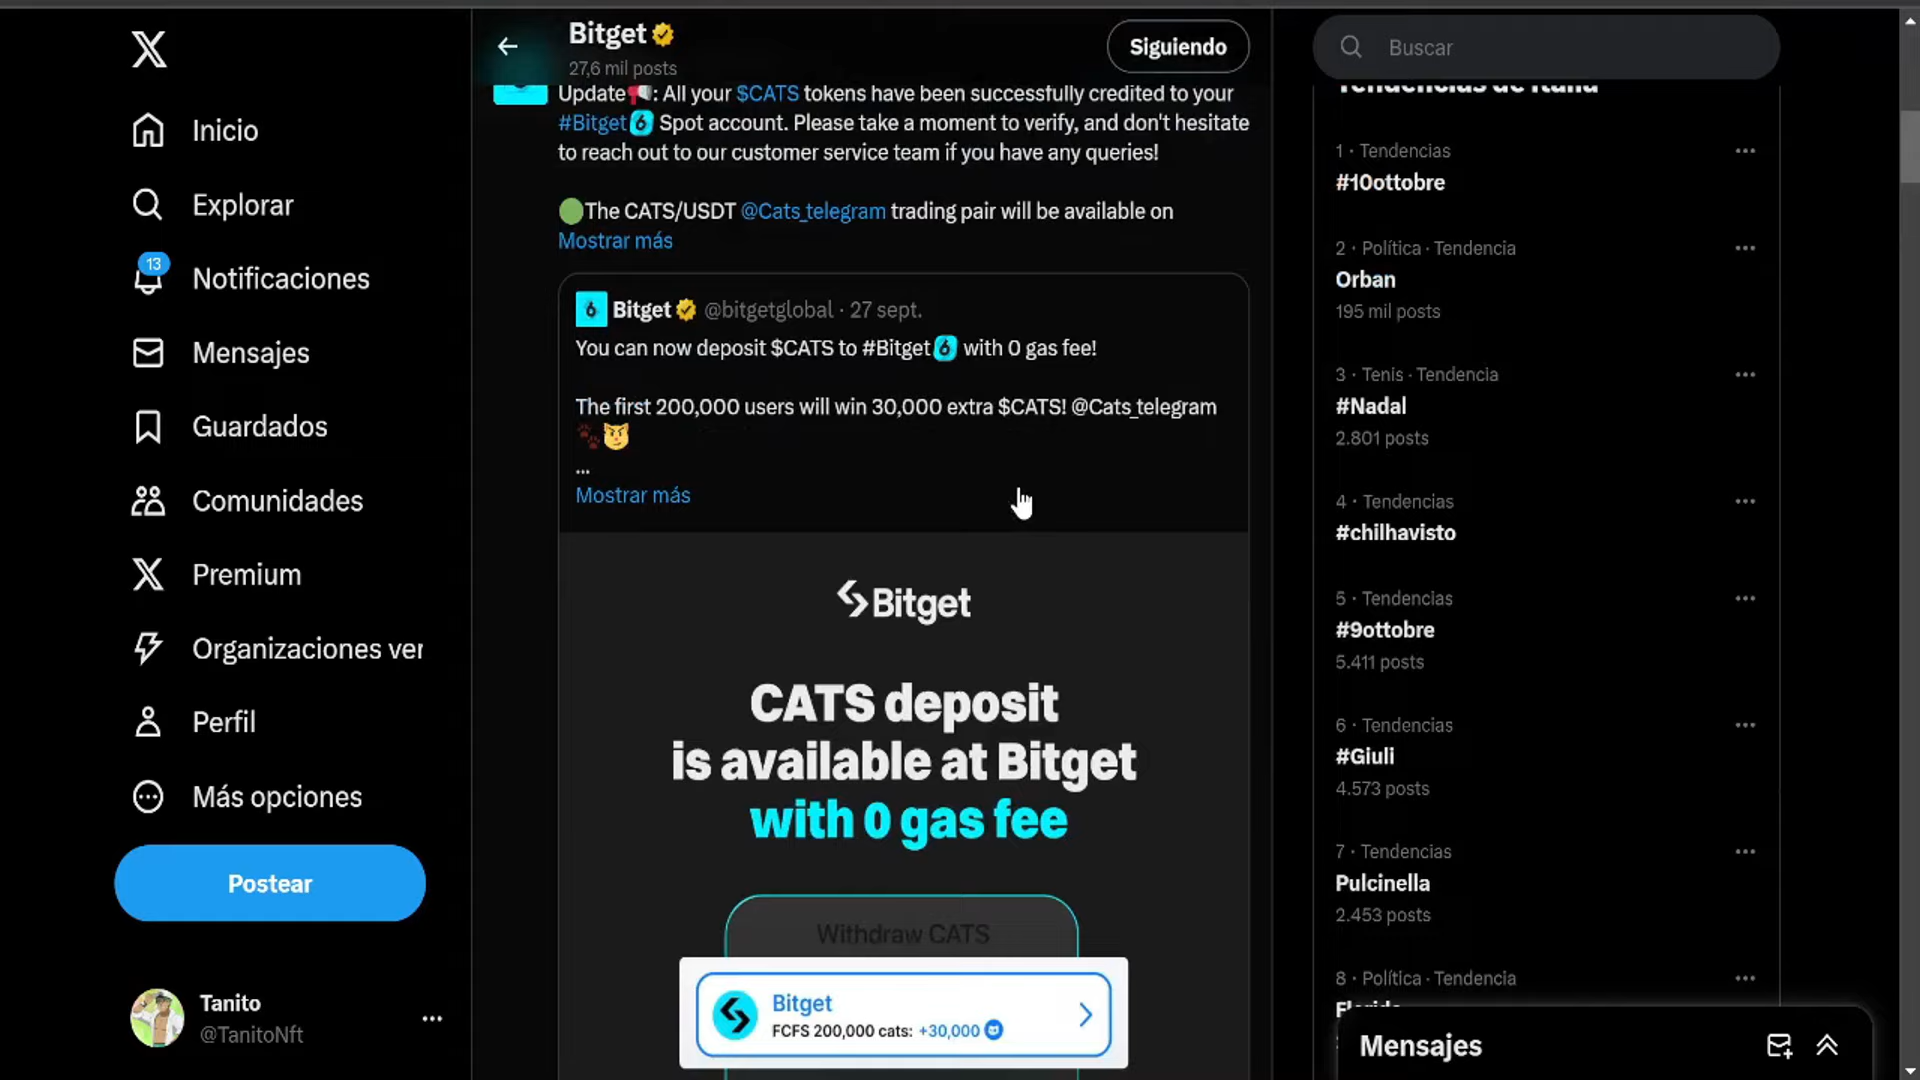 Inicio
Explorar
13
Notificaciones
Mensajes
Guardados
Comunidades
Premium
Organizaciones ver
Perfil
Más opciones
Postear
Tanito
@TanitoNft
Bitget
27,6 mil posts
Siguiendo
Update📢: All your $CATS tokens have been successfully credited to your
#Bitget Spot account. Please take a moment to verify, and don't hesitate
to reach out to our customer service team if you have any queries!
🟢The CATS/USDT @Cats_telegram trading pair will be available on
Mostrar más
Bitget @bitgetglobal · 27 sept.
You can now deposit $CATS to #Bitget with 0 gas fee!
The first 200,000 users will win 30,000 extra $CATS! @Cats_telegram
🐾😼
...
Mostrar más
Bitget
CATS deposit
is available at Bitget
with 0 gas fee
Withdraw CATS
Bitget
FCFS 200,000 cats: +30,000
Buscar
Tendencias de Italia
1 · Tendencias
#10ottobre
2 · Política · Tendencia
Orban
195 mil posts
3 · Tenis · Tendencia
#Nadal
2.801 posts
4 · Tendencias
#chilhavisto
5 · Tendencias
#9ottobre
5.411 posts
6 · Tendencias
#Giuli
4.573 posts
7 · Tendencias
Pulcinella
2.453 posts
8 · Política · Tendencia
Florida
Mensajes